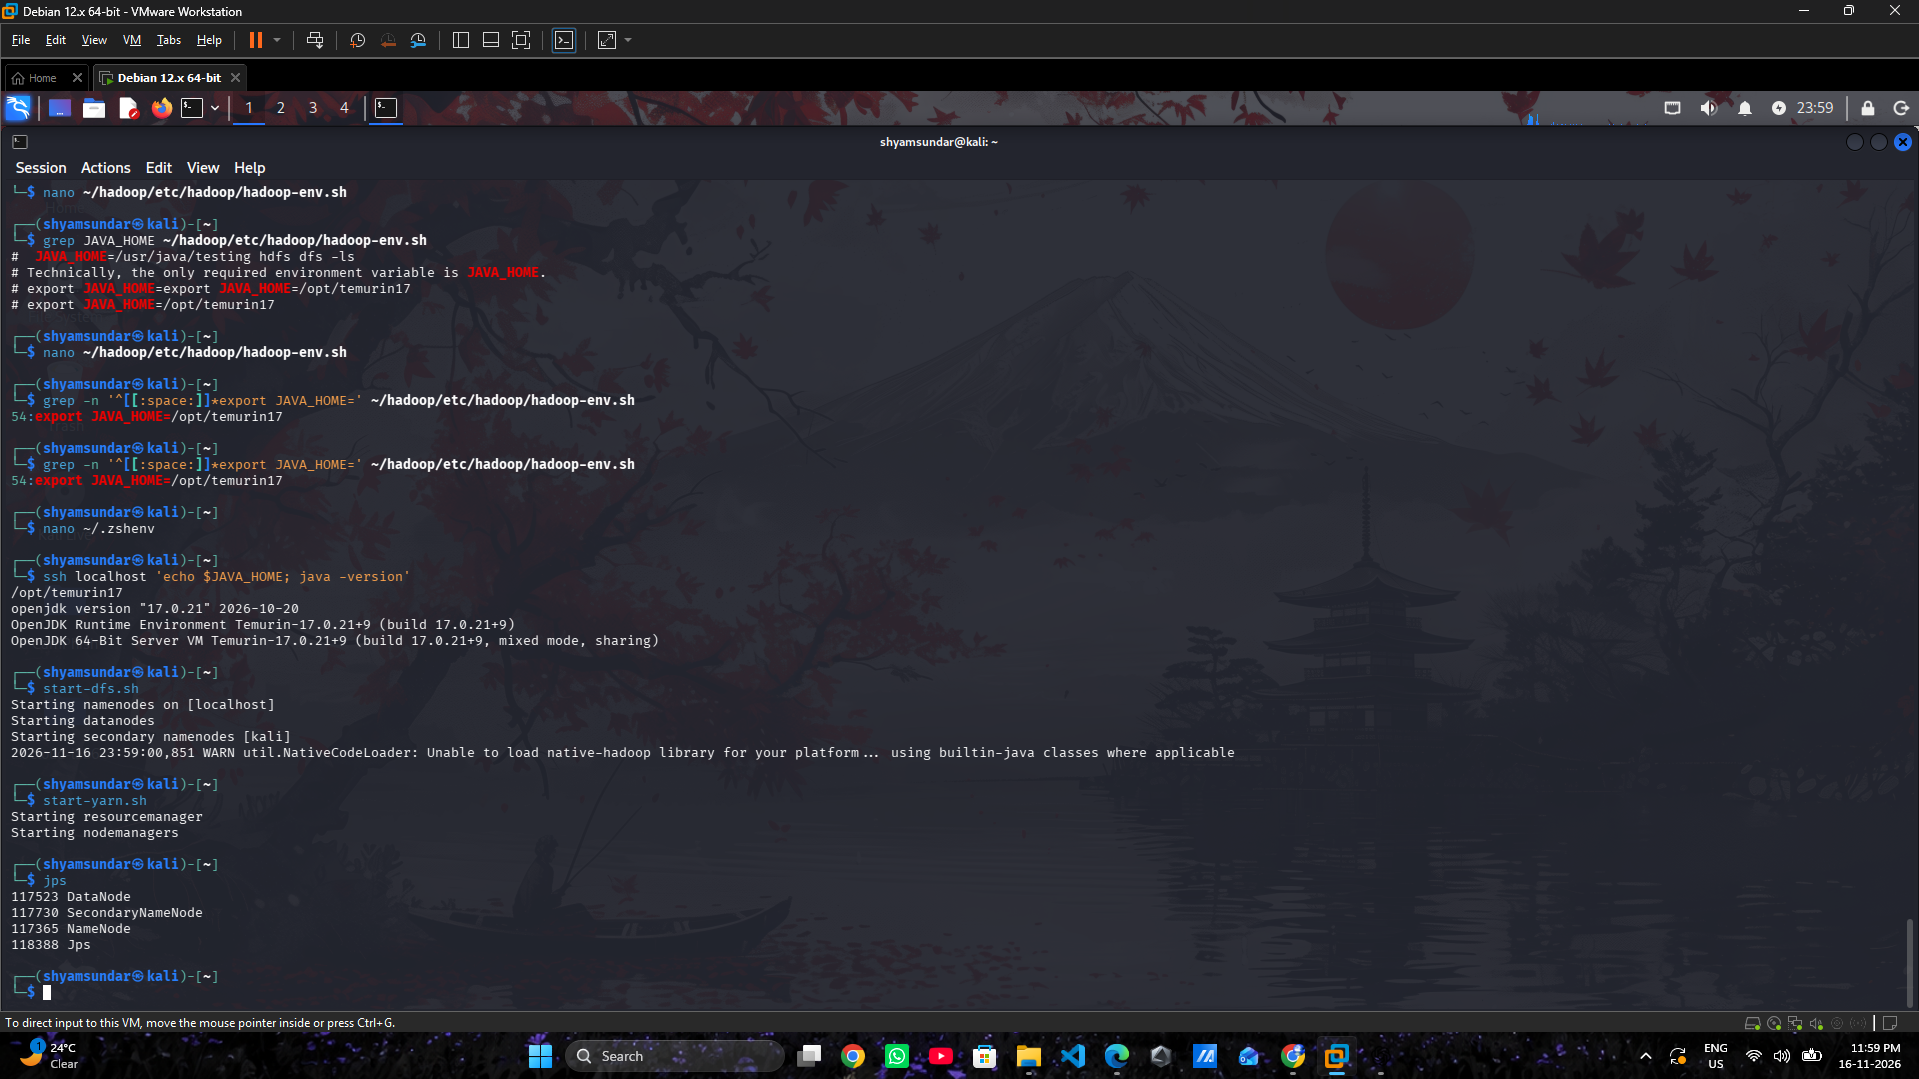 Debian 12.x 64-bit - VMware Workstation
File Edit View VM Tabs Help
Home
Debian 12.x 64-bit
1 2 3 4
23:59
shyamsundar@kali: ~
Session Actions Edit View Help
└─$ nano ~/hadoop/etc/hadoop/hadoop-env.sh
┌──(shyamsundar㉿kali)-[~]
└─$ grep JAVA_HOME ~/hadoop/etc/hadoop/hadoop-env.sh
#  JAVA_HOME=/usr/java/testing hdfs dfs -ls
# Technically, the only required environment variable is JAVA_HOME.
# export JAVA_HOME=export JAVA_HOME=/opt/temurin17
# export JAVA_HOME=/opt/temurin17
┌──(shyamsundar㉿kali)-[~]
└─$ nano ~/hadoop/etc/hadoop/hadoop-env.sh
┌──(shyamsundar㉿kali)-[~]
└─$ grep -n '^[[:space:]]*export JAVA_HOME=' ~/hadoop/etc/hadoop/hadoop-env.sh
54:export JAVA_HOME=/opt/temurin17
┌──(shyamsundar㉿kali)-[~]
└─$ grep -n '^[[:space:]]*export JAVA_HOME=' ~/hadoop/etc/hadoop/hadoop-env.sh
54:export JAVA_HOME=/opt/temurin17
┌──(shyamsundar㉿kali)-[~]
└─$ nano ~/.zshenv
┌──(shyamsundar㉿kali)-[~]
└─$ ssh localhost 'echo $JAVA_HOME; java -version'
/opt/temurin17
openjdk version "17.0.21" 2026-10-20
OpenJDK Runtime Environment Temurin-17.0.21+9 (build 17.0.21+9)
OpenJDK 64-Bit Server VM Temurin-17.0.21+9 (build 17.0.21+9, mixed mode, sharing)
┌──(shyamsundar㉿kali)-[~]
└─$ start-dfs.sh
Starting namenodes on [localhost]
Starting datanodes
Starting secondary namenodes [kali]
2026-11-16 23:59:00,851 WARN util.NativeCodeLoader: Unable to load native-hadoop library for your platform... using builtin-java classes where applicable
┌──(shyamsundar㉿kali)-[~]
└─$ start-yarn.sh
Starting resourcemanager
Starting nodemanagers
┌──(shyamsundar㉿kali)-[~]
└─$ jps
117523 DataNode
117730 SecondaryNameNode
117365 NameNode
118388 Jps
┌──(shyamsundar㉿kali)-[~]
└─$
To direct input to this VM, move the mouse pointer inside or press Ctrl+G.
1
24°C
Clear
Search
ENG
US
11:59 PM
16-11-2026